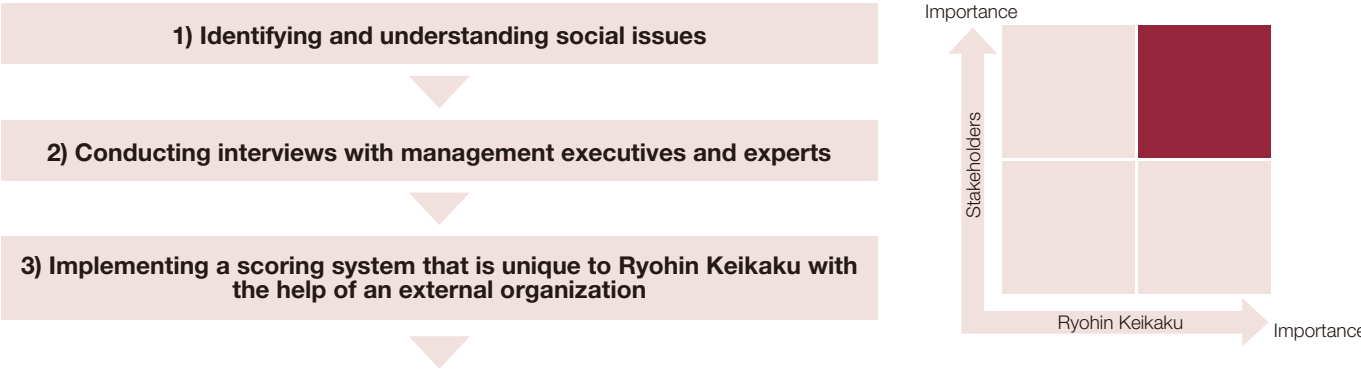 1) Identifying and understanding social issues
2) Conducting interviews with management executives and experts
3) Implementing a scoring system that is unique to Ryohin Keikaku with
the help of an external organization
Importance
Stakeholders
Ryohin Keikaku
Importance